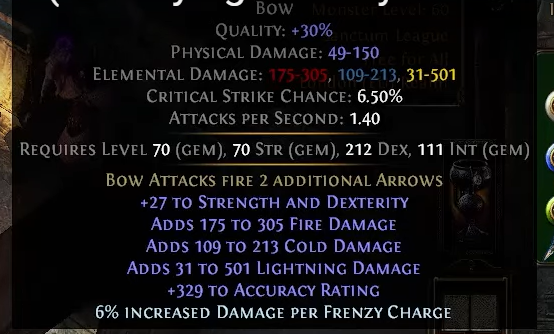 Bow
Quality: +30%
Physical Damage: 49-150
Elemental Damage: 175-305, 109-213, 31-501
Critical Strike Chance: 6.50%
Attacks per Second: 1.40
Requires Level 70 (gem), 70 Str (gem), 212 Dex, 111 Int (gem)
Bow Attacks fire 2 additional Arrows
+27 to Strength and Dexterity
Adds 175 to 305 Fire Damage
Adds 109 to 213 Cold Damage
Adds 31 to 501 Lightning Damage
+329 to Accuracy Rating
6% increased Damage per Frenzy Charge